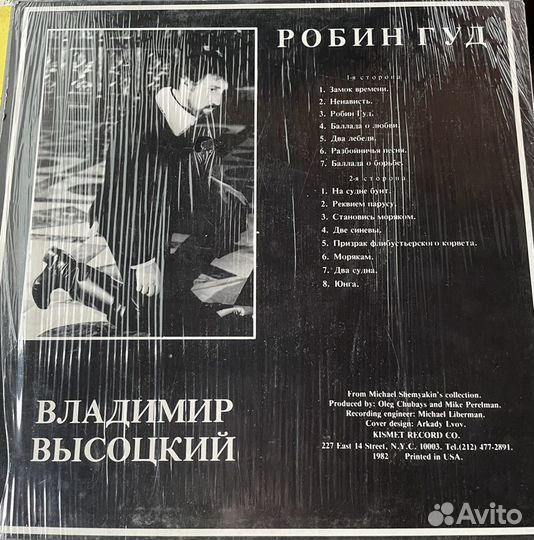 РОБИН ГУД
1-я сторона
1. Замок времени.
2. Ненависть.
3. Робин Гуд.
4. Баллада о любви.
5. Два лебедя.
6. Разбойничья песня.
7. Баллада о борьбе.
2-я сторона
1. На судне бунт.
2. Реквием парусу.
3. Становись моряком.
4. Две синевы.
5. Призрак флибустьерского корвета.
6. Морякам.
7. Два судна.
8. Юнга.
ВЛАДИМИР
ВЫСОЦКИЙ
From Michael Shemyakin's collection.
Produced by: Oleg Chubays and Mike Perelman.
Recording engineer: Michael Liberman.
Cover design: Arkady Lvov.
KISMET RECORD CO.
227 East 14 Street, N.Y.C. 10003. Tel.(212) 477-2891.
1982 Printed in USA.
Avito